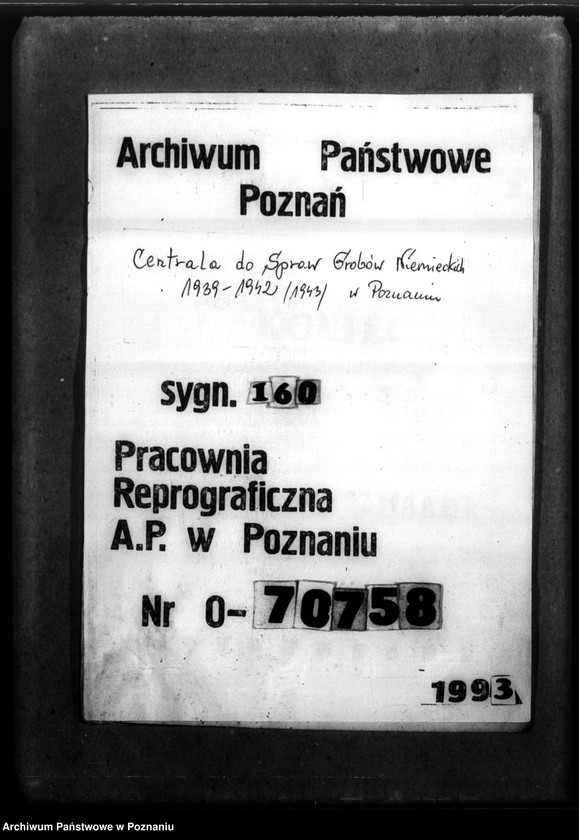 Archiwum Państwowe
Poznań
Centrala do Spraw Grobów Niemieckich
1939-1942 /1943/ w Poznaniu
sygn. 160
Pracownia
Reprograficzna
A.P. w Poznaniu
Nr 0-70758
1993
Archiwum Państwowe w Poznaniu